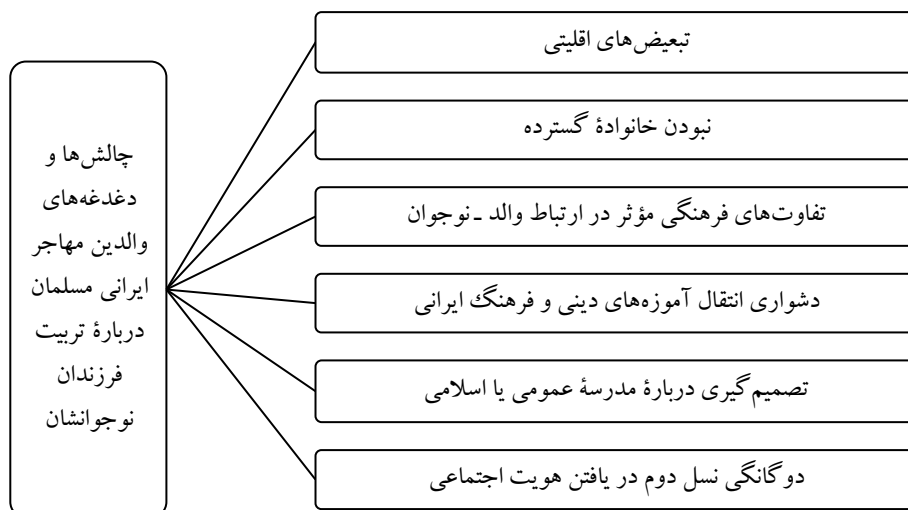 چالش‌ها و
دغدغه‌های
والدین مهاجر
ایرانی مسلمان
دربارهٔ تربیت
فرزندان
نوجوانشان
تبعیض‌های اقلیتی
نبودن خانوادهٔ گسترده
تفاوت‌های فرهنگی مؤثر در ارتباط والد ـ نوجوان
دشواری انتقال آموزه‌های دینی و فرهنگ ایرانی
تصمیم‌گیری دربارهٔ مدرسهٔ عمومی یا اسلامی
دوگانگی نسل دوم در یافتن هویت اجتماعی